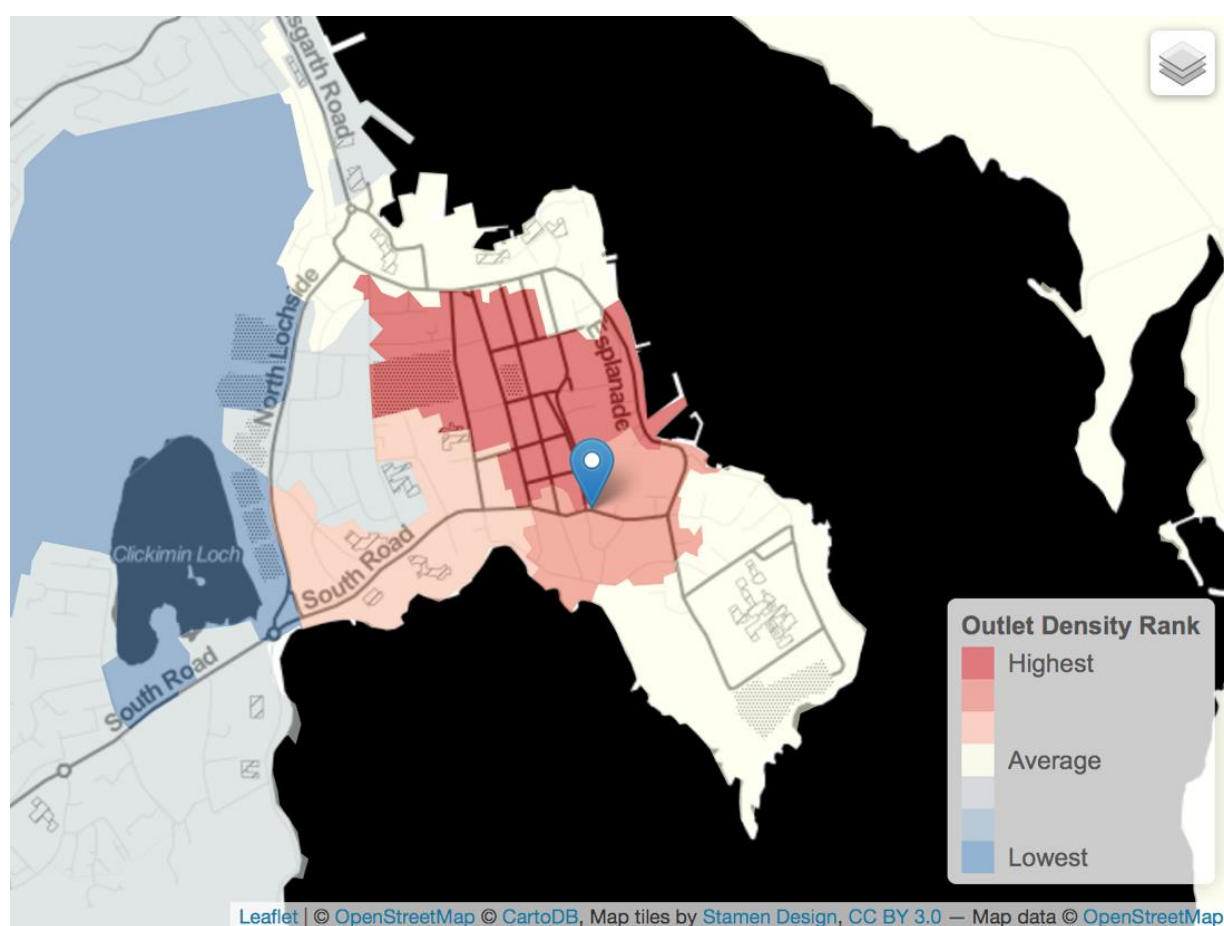 sgarth Road
North Lochside
Esplanade
Clickimin Loch
South Road
South Road
Outlet Density Rank
Highest
Average
Lowest
Leaflet | © OpenStreetMap © CartoDB, Map tiles by Stamen Design, CC BY 3.0 — Map data © OpenStreetMap